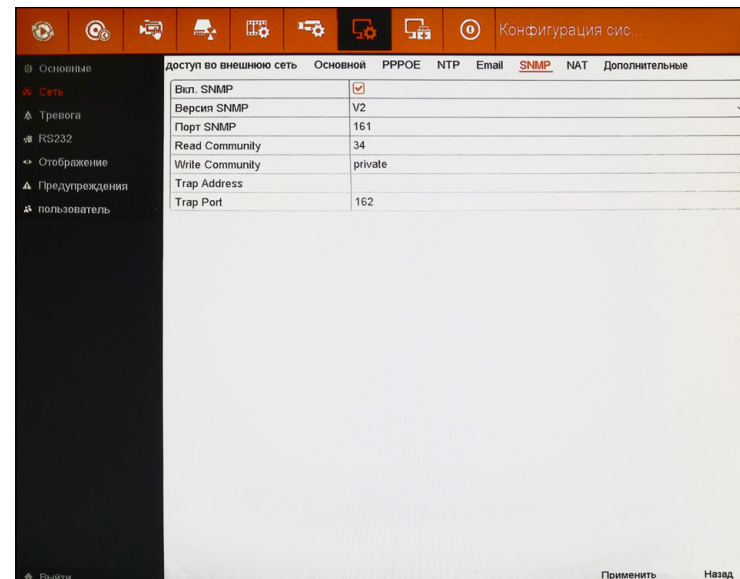 Конфигурация сис...
доступ во внешнюю сеть Основной PPPOE NTP Email SNMP NAT Дополнительные
Основные
Сеть
Тревога
RS232
Отображение
Предупреждения
пользователь
Вкл. SNMP
Версия SNMP V2
Порт SNMP 161
Read Community 34
Write Community private
Trap Address
Trap Port 162
Выйти
Применить Назад